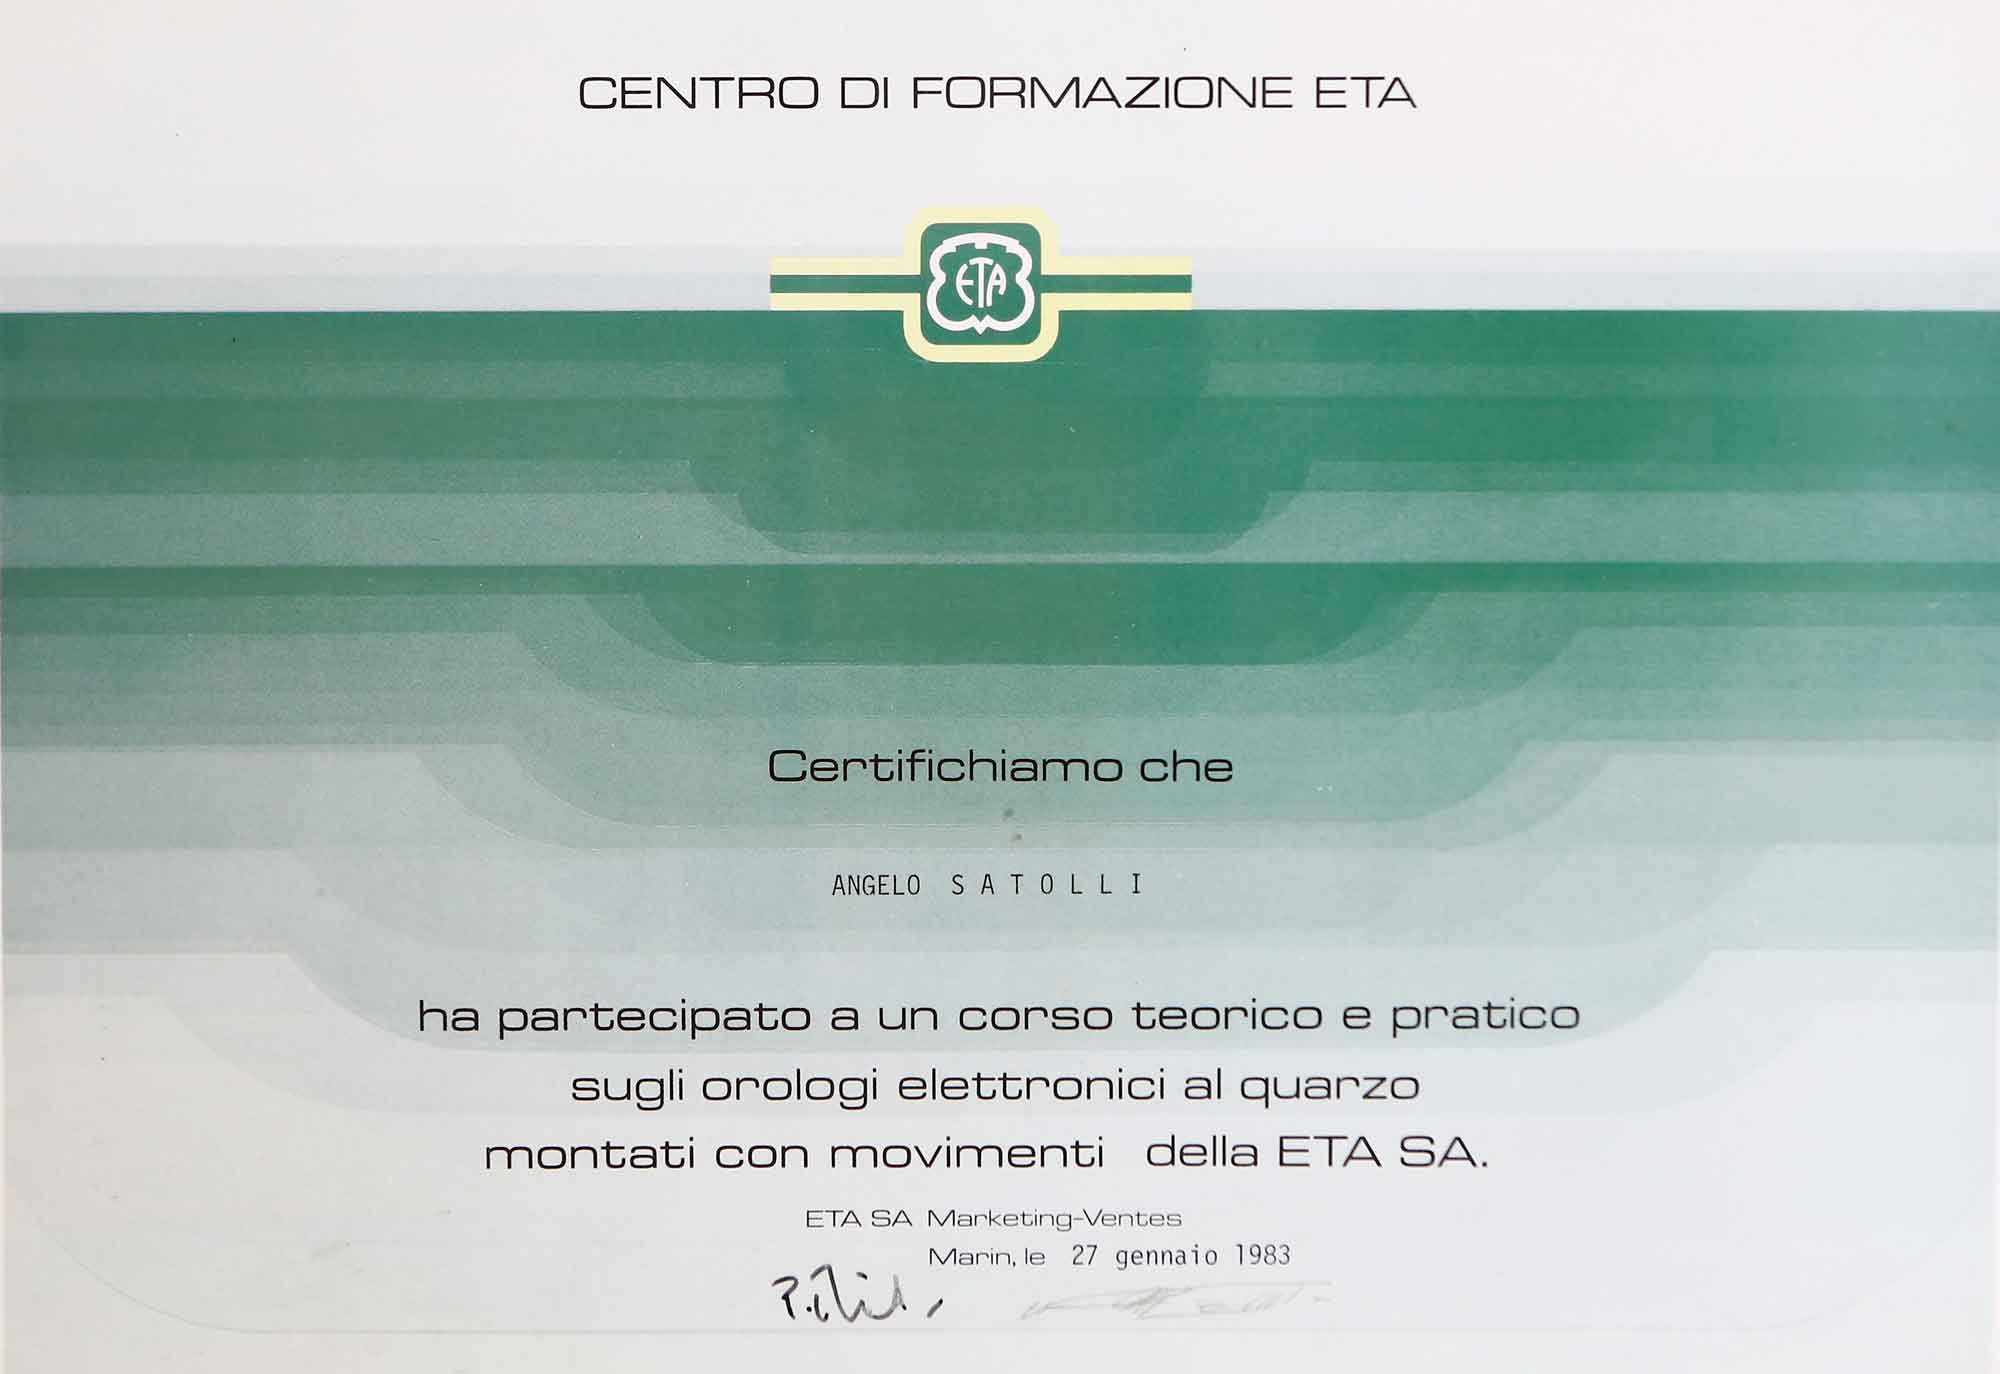 CENTRO DI FORMAZIONE ETA
ETA
Certifichiamo che
ANGELO S A T O L L I
ha partecipato a un corso teorico e pratico
sugli orologi elettronici al quarzo
montati con movimenti della ETA SA.
ETA SA Marketing-Ventes
Marin, le 27 gennaio 1983